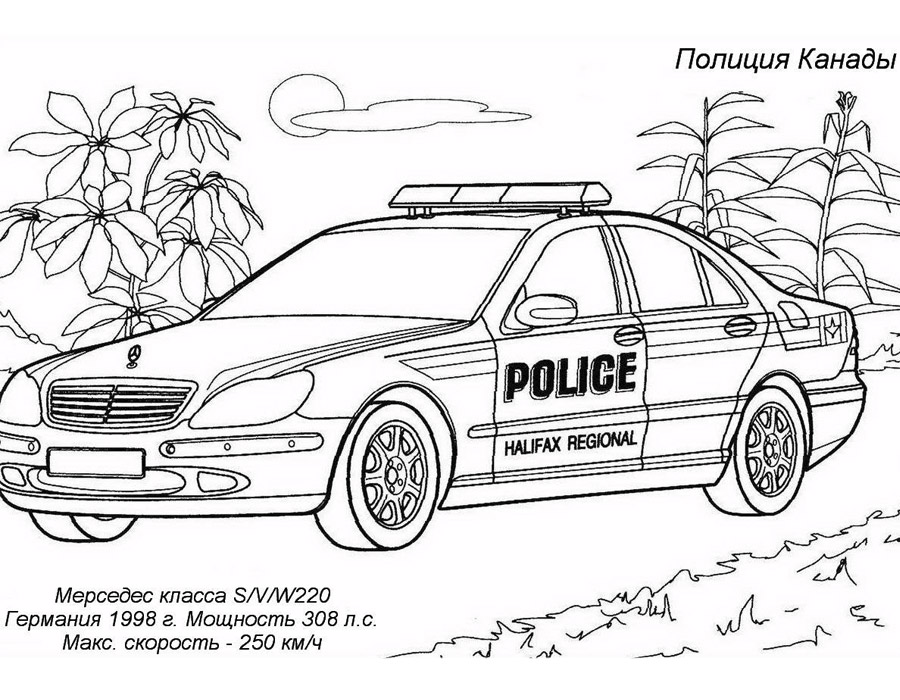 Полиция Канады
POLICE
HALIFAX REGIONAL
Мерседес класса S/V/W220
Германия 1998 г. Мощность 308 л.с.
Макс. скорость - 250 км/ч